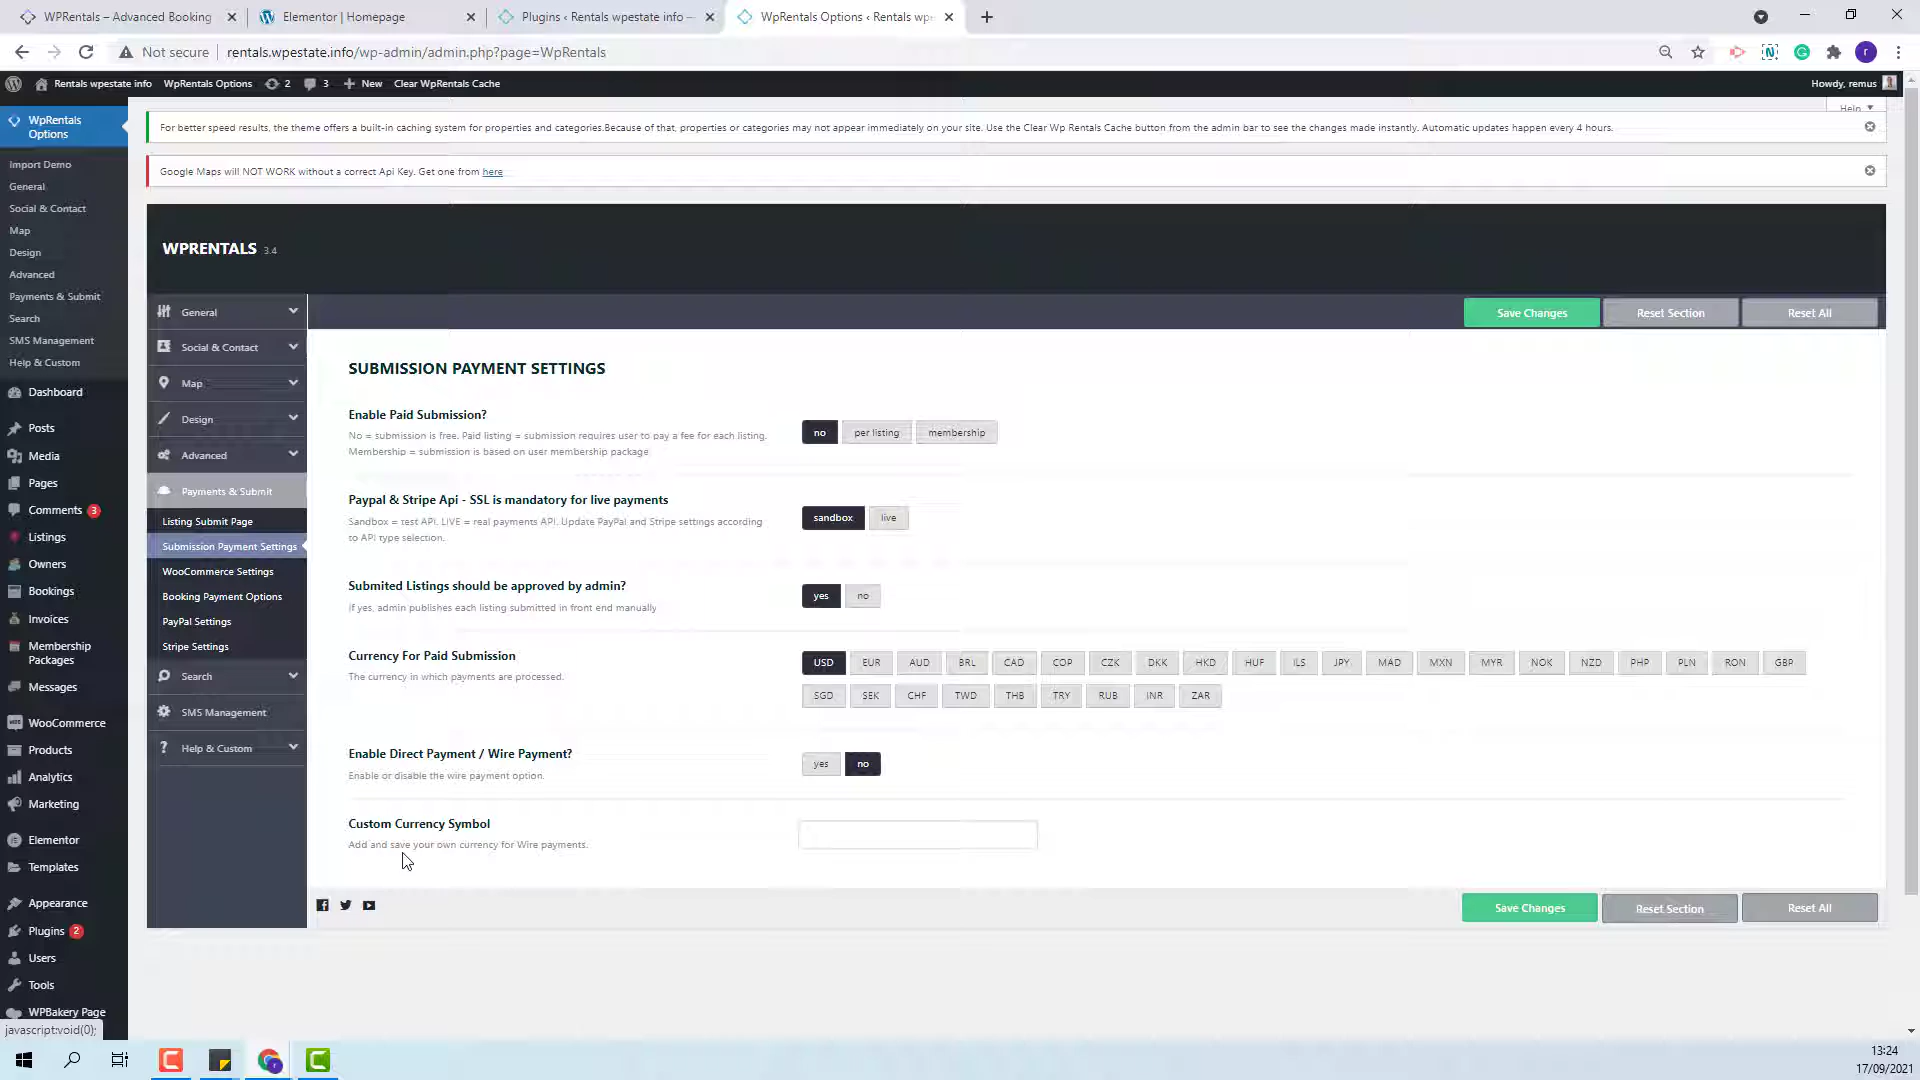 WPRentals – Advanced Booking
Elementor | Homepage
Plugins ‹ Rentals wpestate info —
WpRentals Options ‹ Rentals wp
Not secure
rentals.wpestate.info/wp-admin/admin.php?page=WpRentals
r
Rentals wpestate info
WpRentals Options
2
3
New
Clear WpRentals Cache
Howdy, remus
Help
WpRentals
Options
Import Demo
General
Social & Contact
Map
Design
Advanced
Payments & Submit
Search
SMS Management
Help & Custom
Dashboard
Posts
Media
Pages
Comments 3
Listings
Owners
Bookings
Invoices
Membership
Packages
Messages
WooCommerce
Products
Analytics
Marketing
Elementor
Templates
Appearance
Plugins 2
Users
Tools
WPBakery Page
javascript:void(0);
For better speed results, the theme offers a built-in caching system for properties and categories.Because of that, properties or categories may not appear immediately on your site. Use the Clear Wp Rentals Cache button from the admin bar to see the changes made instantly. Automatic updates happen every 4 hours.
Google Maps will NOT WORK without a correct Api Key. Get one from here
WPRENTALS 3.4
General
Social & Contact
Map
Design
Advanced
Payments & Submit
Listing Submit Page
Submission Payment Settings
WooCommerce Settings
Booking Payment Options
PayPal Settings
Stripe Settings
Search
SMS Management
Help & Custom
Save Changes
Reset Section
Reset All
SUBMISSION PAYMENT SETTINGS
Enable Paid Submission?
No = submission is free. Paid listing = submission requires user to pay a fee for each listing.
Membership = submission is based on user membership package
no
per listing
membership
Paypal & Stripe Api - SSL is mandatory for live payments
Sandbox = test API. LIVE = real payments API. Update PayPal and Stripe settings according
to API type selection.
sandbox
live
Submited Listings should be approved by admin?
If yes, admin publishes each listing submitted in front end manually
yes
no
Currency For Paid Submission
The currency in which payments are processed.
USD EUR AUD BRL CAD COP CZK DKK HKD HUF ILS JPY MAD MXN MYR NOK NZD PHP PLN RON GBP
SGD SEK CHF TWD THB TRY RUB INR ZAR
Enable Direct Payment / Wire Payment?
Enable or disable the wire payment option.
yes
no
Custom Currency Symbol
Add and save your own currency for Wire payments.
Save Changes
Reset Section
Reset All
13:24
17/09/2021